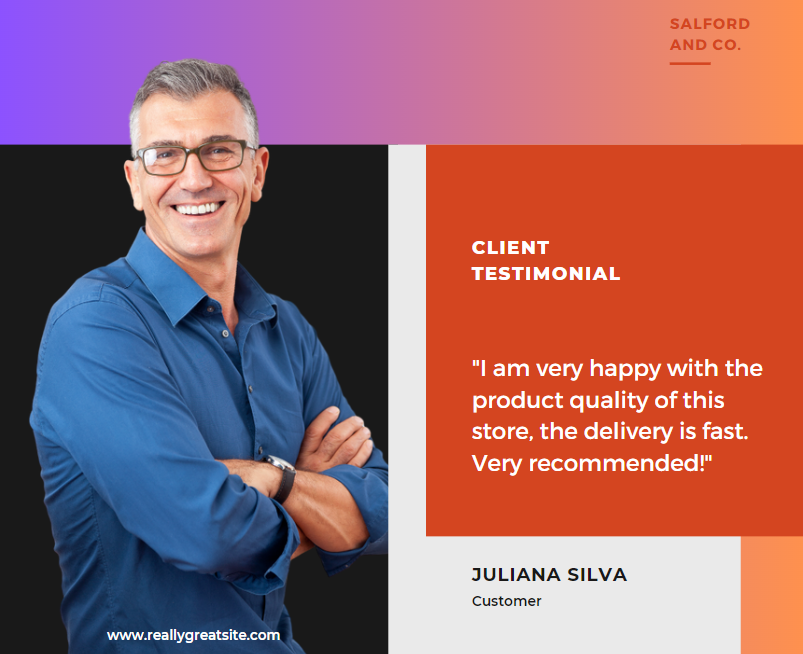 SALFORD
AND CO.
CLIENT
TESTIMONIAL
"I am very happy with the
product quality of this
store, the delivery is fast.
Very recommended!"
JULIANA SILVA
Customer
www.reallygreatsite.com